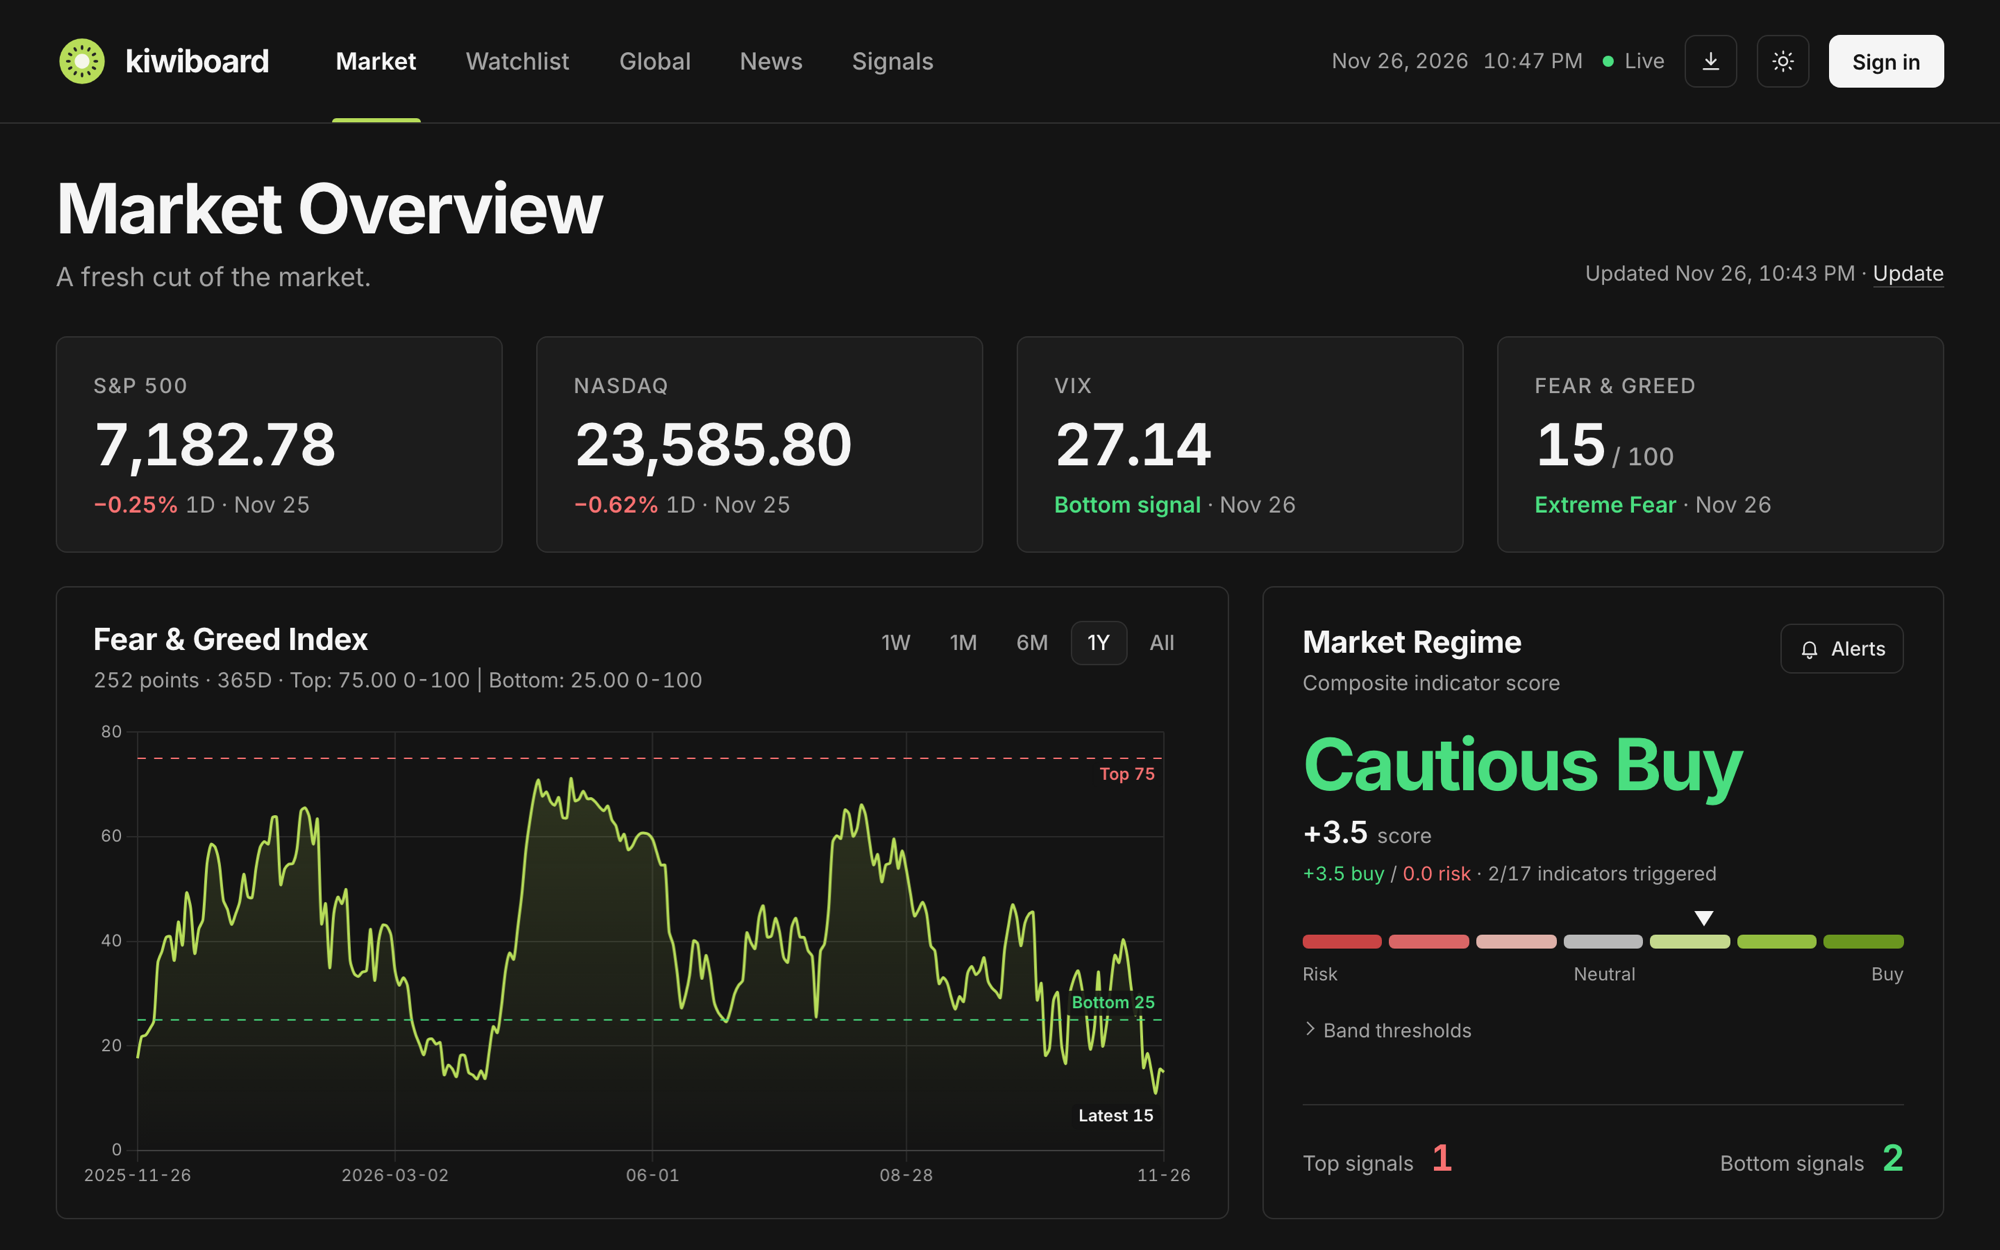 kiwiboard
Market
Watchlist
Global
News
Signals
Nov 26, 2026 10:47 PM
Live
Sign in
Market Overview
A fresh cut of the market.
Updated Nov 26, 10:43 PM · Update
S&P 500
7,182.78
−0.25% 1D · Nov 25
NASDAQ
23,585.80
−0.62% 1D · Nov 25
VIX
27.14
Bottom signal · Nov 26
FEAR & GREED
15 / 100
Extreme Fear · Nov 26
Fear & Greed Index
252 points · 365D · Top: 75.00 0-100 | Bottom: 25.00 0-100
1W
1M
6M
1Y
All
80
60
40
20
0
Top 75
Bottom 25
Latest 15
2025-11-26
2026-03-02
06-01
08-28
11-26
Market Regime
Composite indicator score
Alerts
Cautious Buy
+3.5 score
+3.5 buy / 0.0 risk · 2/17 indicators triggered
Risk
Neutral
Buy
Band thresholds
Top signals 1
Bottom signals 2